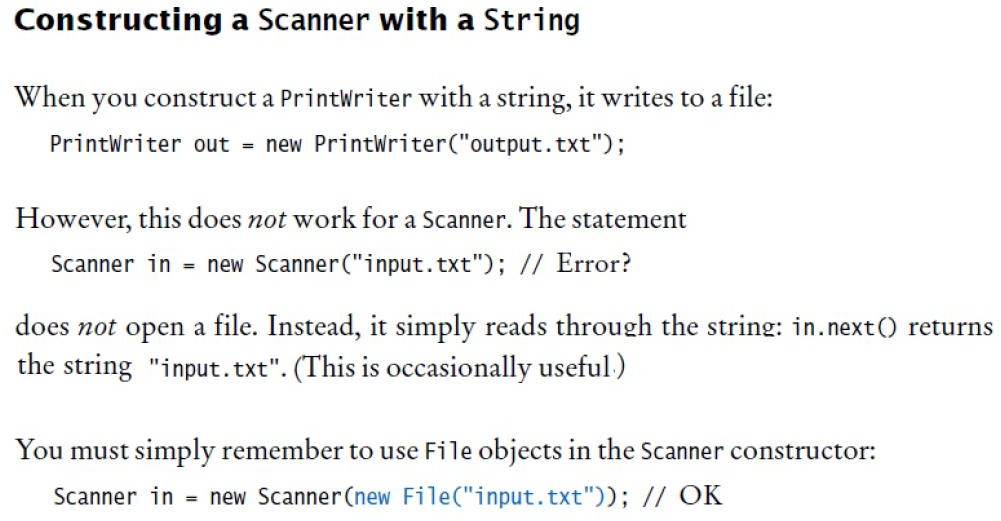 Constructing a Scanner with a String
When you construct a PrintWriter with a string, it writes to a file:
PrintWriter out = new PrintWriter("output.txt");
However, this does not work for a Scanner. The statement
Scanner in = new Scanner("input.txt"); // Error?
does not open a file. Instead, it simply reads through the string: in.next() returns
the string "input.txt". (This is occasionally useful.)
You must simply remember to use File objects in the Scanner constructor:
Scanner in = new Scanner(new File("input.txt")); // OK